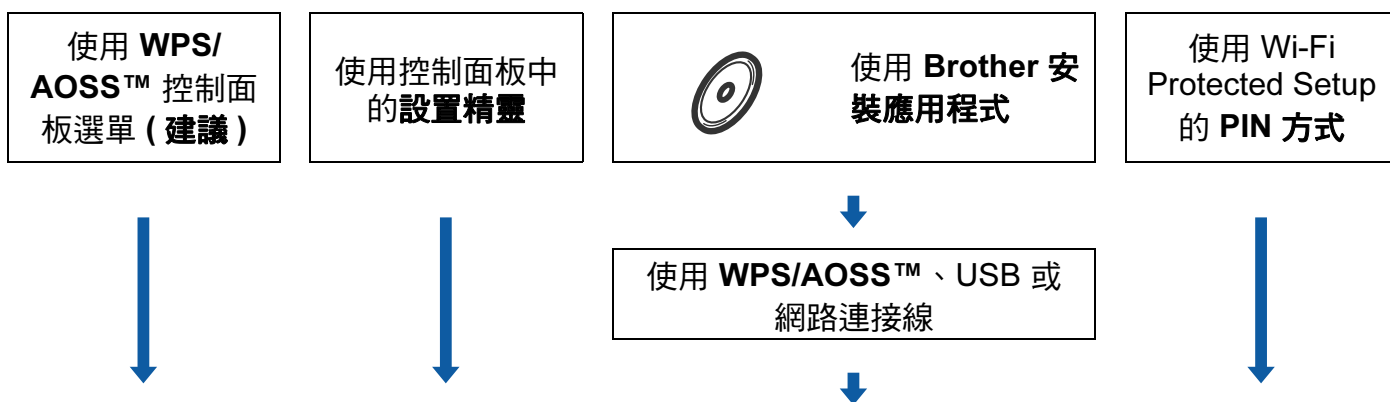 使用 WPS/
AOSS™ 控制面
板選單 ( 建議 )
使用控制面板中
的設置精靈
使用 Brother 安
裝應用程式
使用 Wi-Fi
Protected Setup
的 PIN 方式
使用 WPS/AOSS™、USB 或
網路連接線